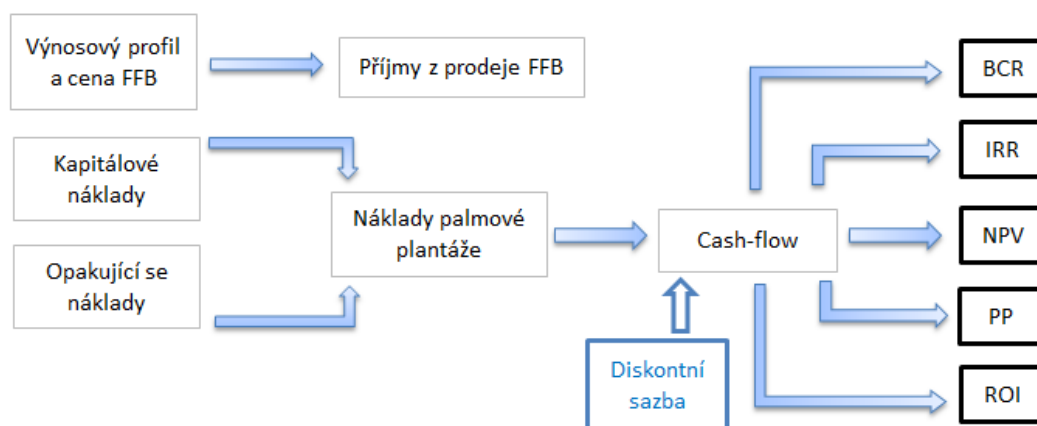 Výnosový profil
a cena FFB
Příjmy z prodeje FFB
BCR
Kapitálové
náklady
IRR
Náklady palmové
plantáže
Cash-flow
NPV
Opakující se
náklady
PP
Diskontní
sazba
ROI